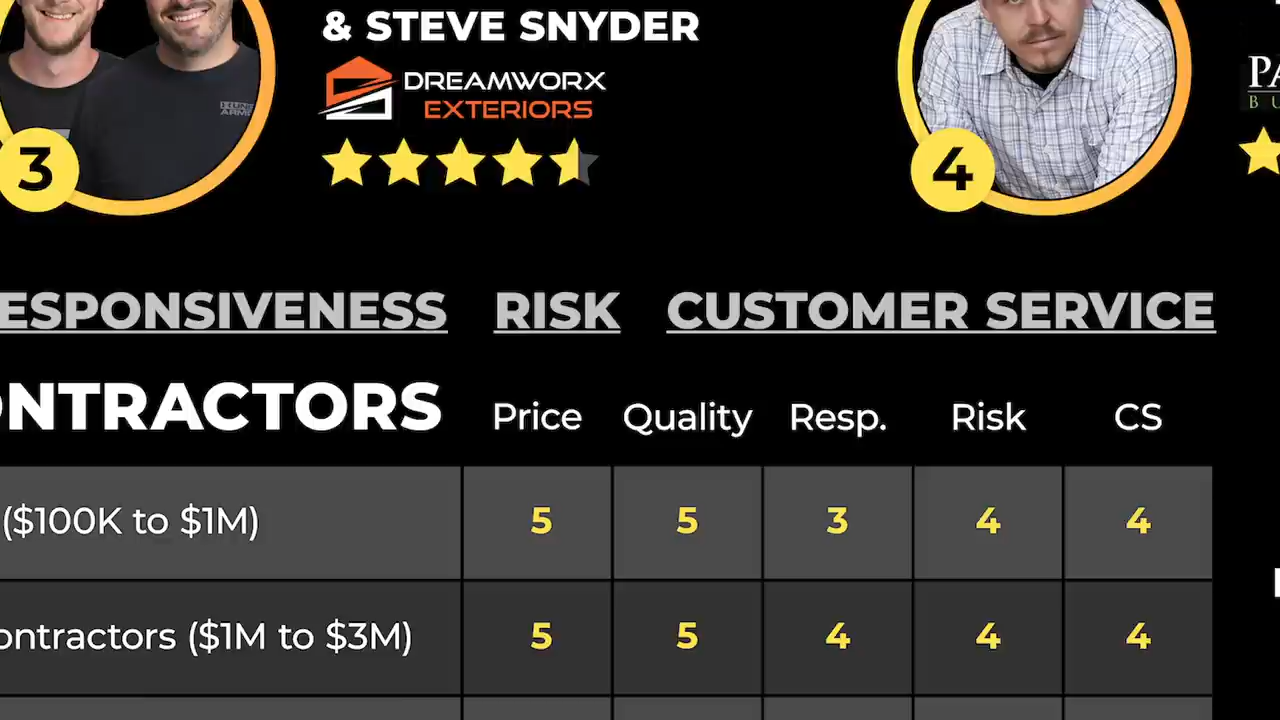 & STEVE SNYDER
DREAMWORX
EXTERIORS
3
4
ESPONSIVENESS RISK CUSTOMER SERVICE
ONTRACTORS Price Quality Resp. Risk CS
($100K to $1M) 5 5 3 4 4
ontractors ($1M to $3M) 5 5 4 4 4